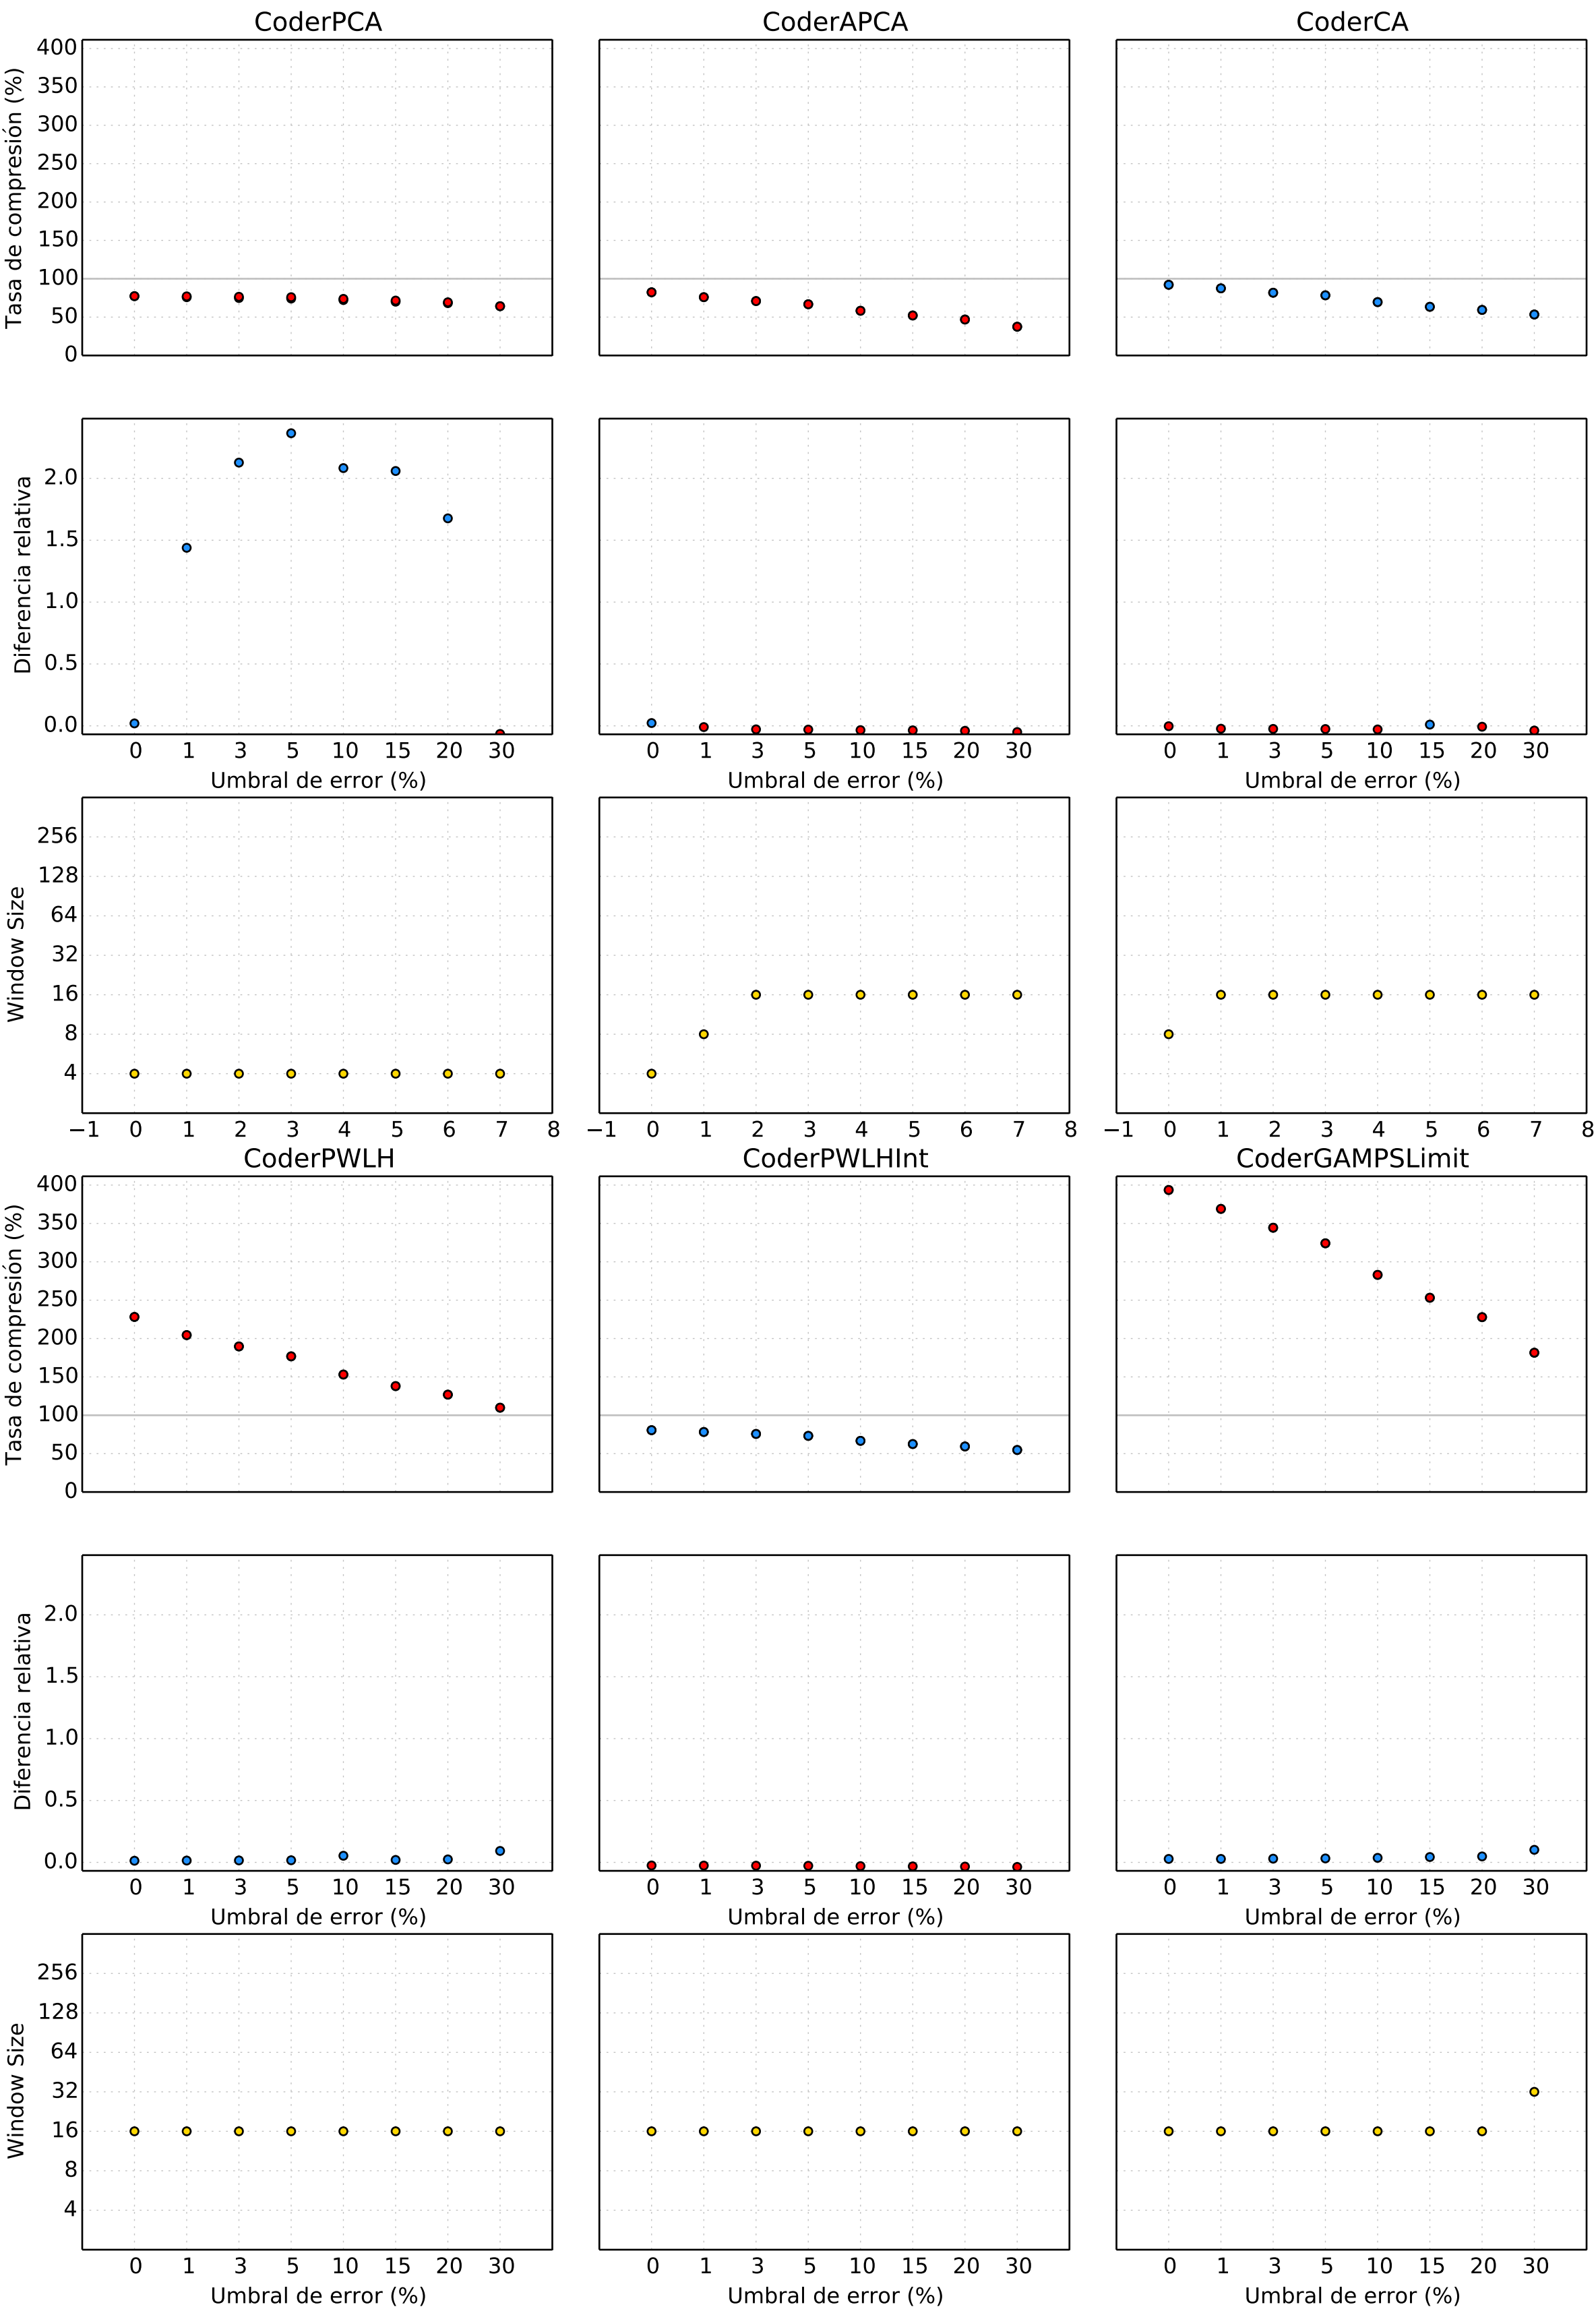 CoderPCA CoderAPCA CoderCA
Tasa de compresión (%)
400
350
300
250
200
150
100
50
0
Diferencia relativa
2.0
1.5
1.0
0.5
0.0
0 1 3 5 10 15 20 30 0 1 3 5 10 15 20 30 0 1 3 5 10 15 20 30
Umbral de error (%) Umbral de error (%) Umbral de error (%)
Window Size
256
128
64
32
16
8
4
−1 0 1 2 3 4 5 6 7 8 −1 0 1 2 3 4 5 6 7 8 −1 0 1 2 3 4 5 6 7 8
CoderPWLH CoderPWLHInt CoderGAMPSLimit
Tasa de compresión (%)
400
350
300
250
200
150
100
50
0
Diferencia relativa
2.0
1.5
1.0
0.5
0.0
0 1 3 5 10 15 20 30 0 1 3 5 10 15 20 30 0 1 3 5 10 15 20 30
Umbral de error (%) Umbral de error (%) Umbral de error (%)
Window Size
256
128
64
32
16
8
4
0 1 3 5 10 15 20 30 0 1 3 5 10 15 20 30 0 1 3 5 10 15 20 30
Umbral de error (%) Umbral de error (%) Umbral de error (%)